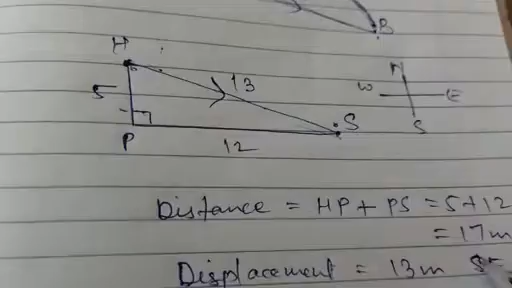 B
H
5
13
N
W E
S
S
P
12
Distance = HP + PS = 5+12
= 17m
Displacement = 13m